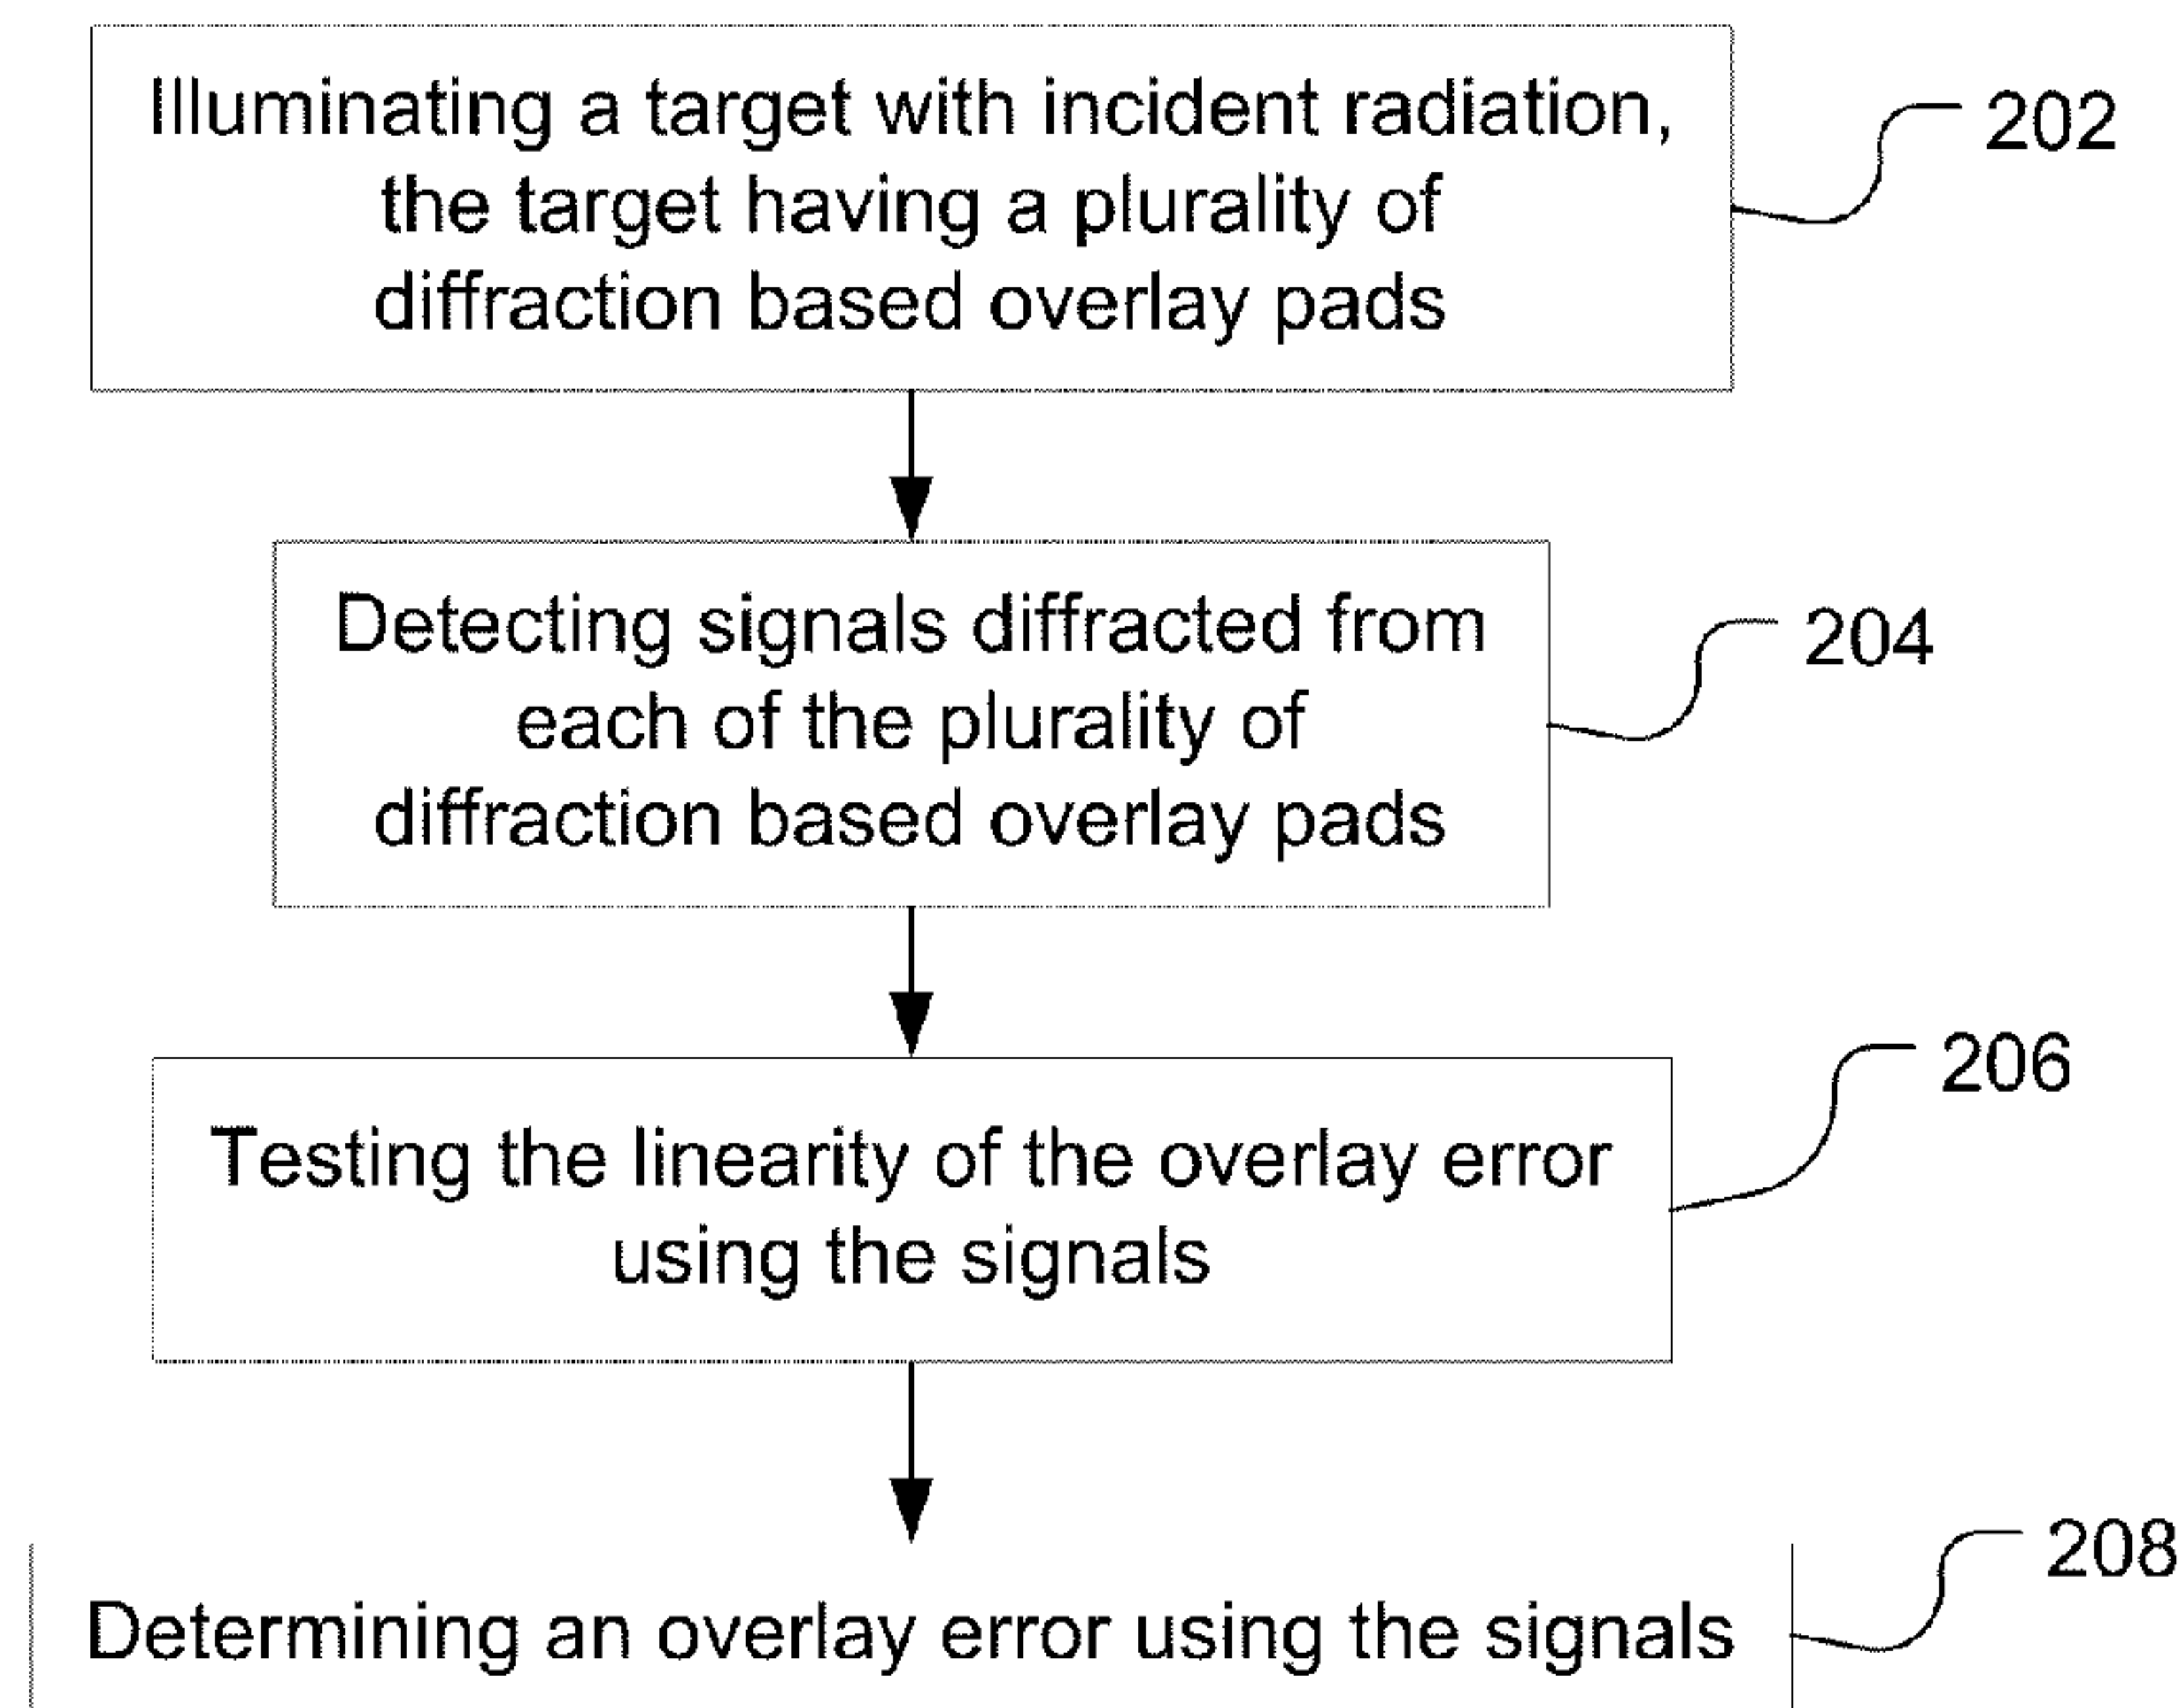 Illuminating a target with incident radiation,
the target having a plurality of
diffraction based overlay pads
202
Detecting signals diffracted from
each of the plurality of
diffraction based overlay pads
204
Testing the linearity of the overlay error
using the signals
206
Determining an overlay error using the signals
208